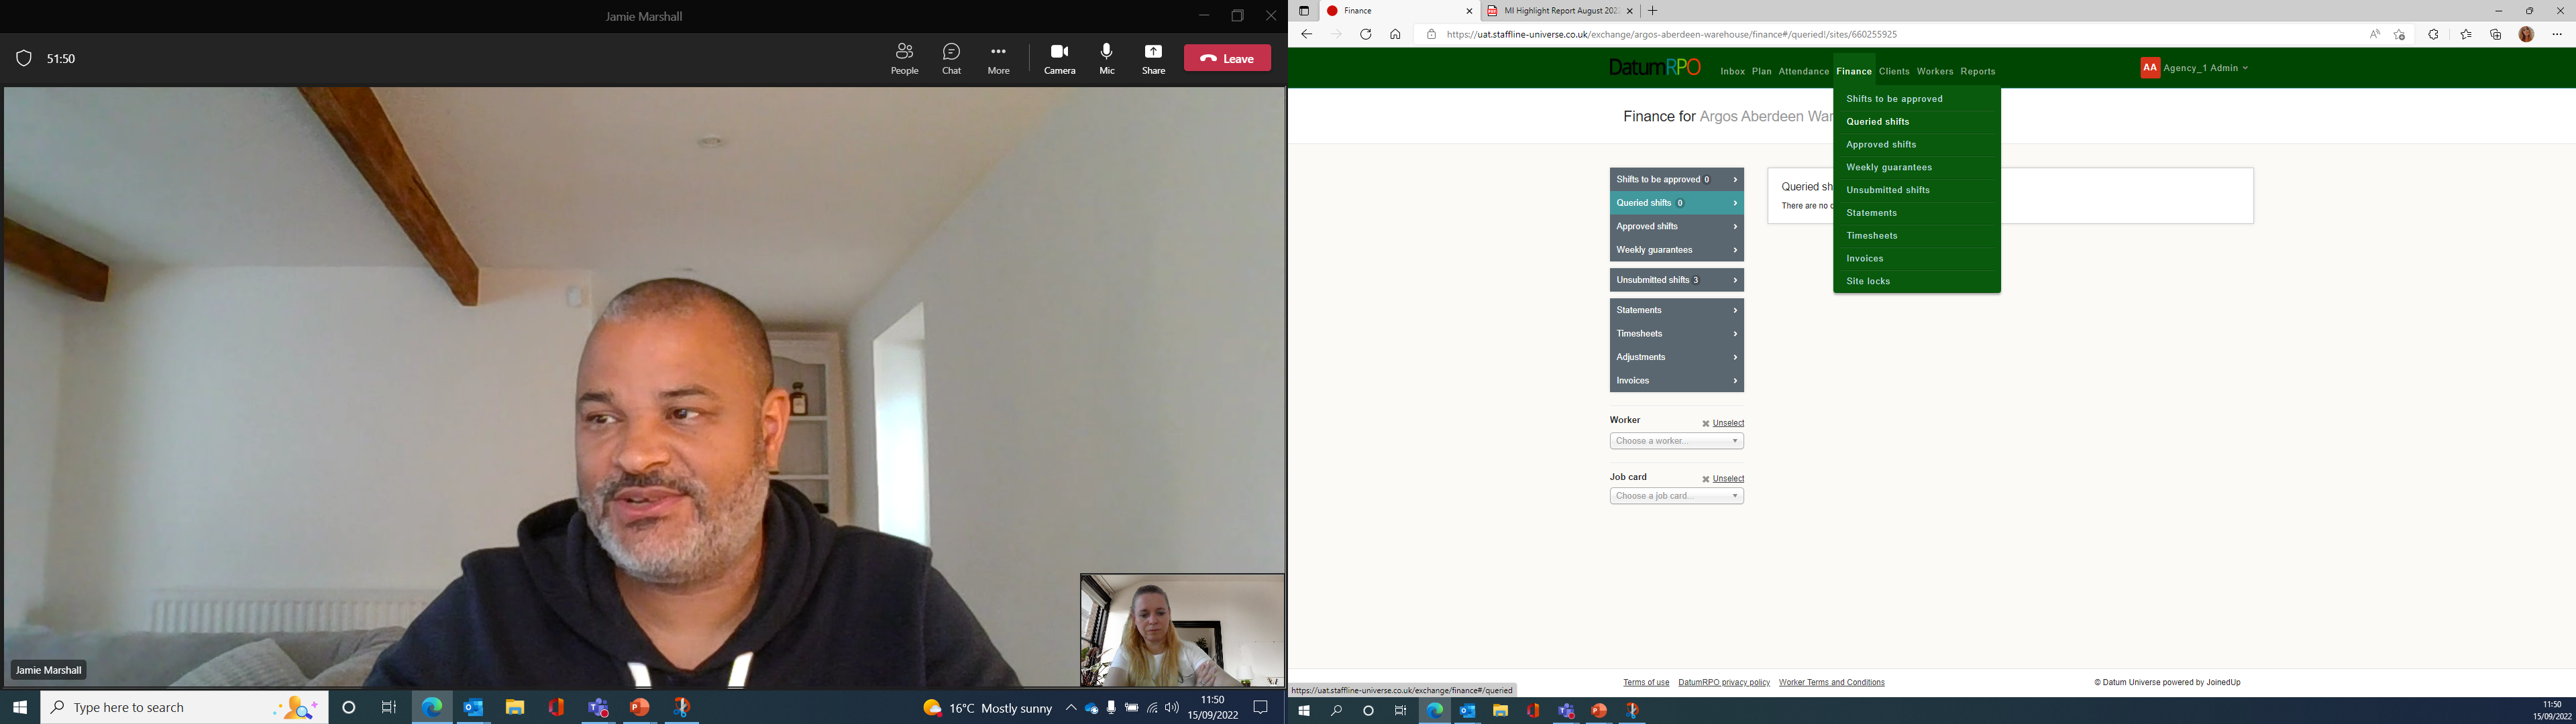 Jamie Marshall
51:50
People
Chat
More
Camera
Mic
Share
Leave
Jamie Marshall
Type here to search
16°C Mostly sunny
11:50
15/09/2022
Finance
MI Highlight Report August 202
https://uat.staffline-universe.co.uk/exchange/argos-aberdeen-warehouse/finance#/queried!/sites/660255925
DatumRPO
Inbox Plan Attendance Finance Clients Workers Reports
AA Agency_1 Admin
Shifts to be approved
Queried shifts
Approved shifts
Weekly guarantees
Unsubmitted shifts
Statements
Timesheets
Invoices
Site locks
Finance for Argos Aberdeen War
Shifts to be approved 0
Queried shifts 0
Approved shifts
Weekly guarantees
Unsubmitted shifts 3
Statements
Timesheets
Adjustments
Invoices
Queried sh
There are no
Worker
Unselect
Choose a worker...
Job card
Unselect
Choose a job card...
Terms of use DatumRPO privacy policy Worker Terms and Conditions
© Datum Universe powered by JoinedUp
https://uat.staffline-universe.co.uk/exchange/finance#/queried
11:50
15/09/2022